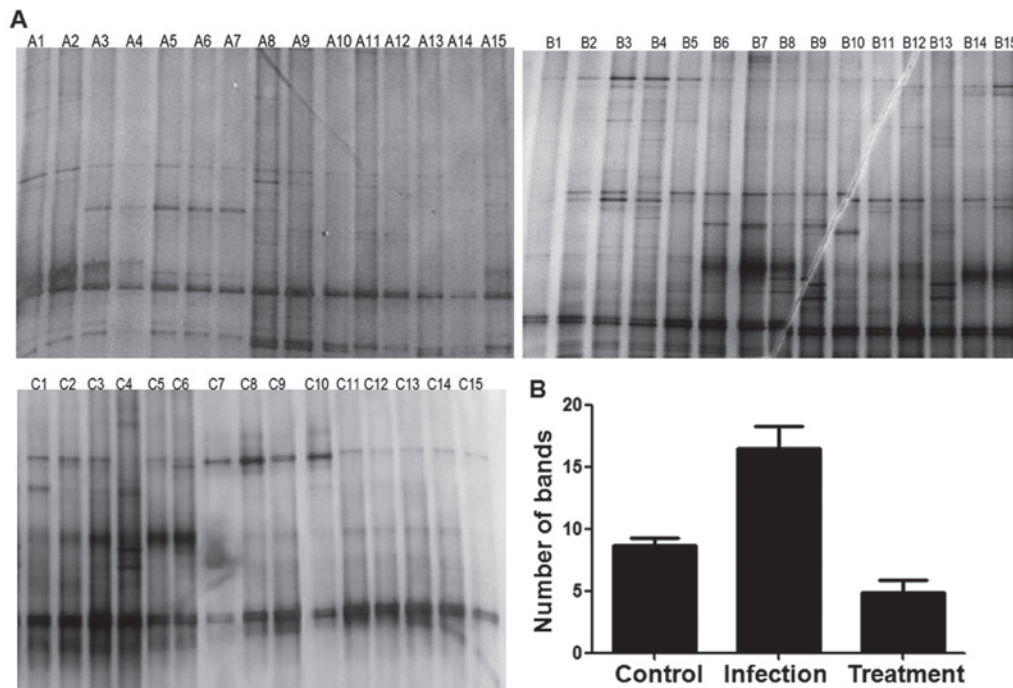 A
A1 A2 A3 A4 A5 A6 A7 A8 A9 A10 A11 A12 A13 A14 A15
B1 B2 B3 B4 B5 B6 B7 B8 B9 B10 B11 B12 B13 B14 B15
C1 C2 C3 C4 C5 C6 C7 C8 C9 C10 C11 C12 C13 C14 C15
B
20
15
10
5
0
Number of bands
Control Infection Treatment